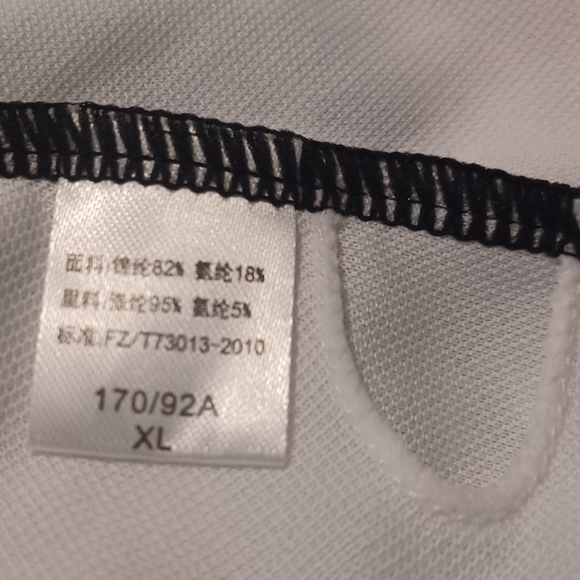 面料:锦纶82% 氨纶18%
里料:涤纶95% 氨纶5%
标准:FZ/T73013-2010
170/92A
XL